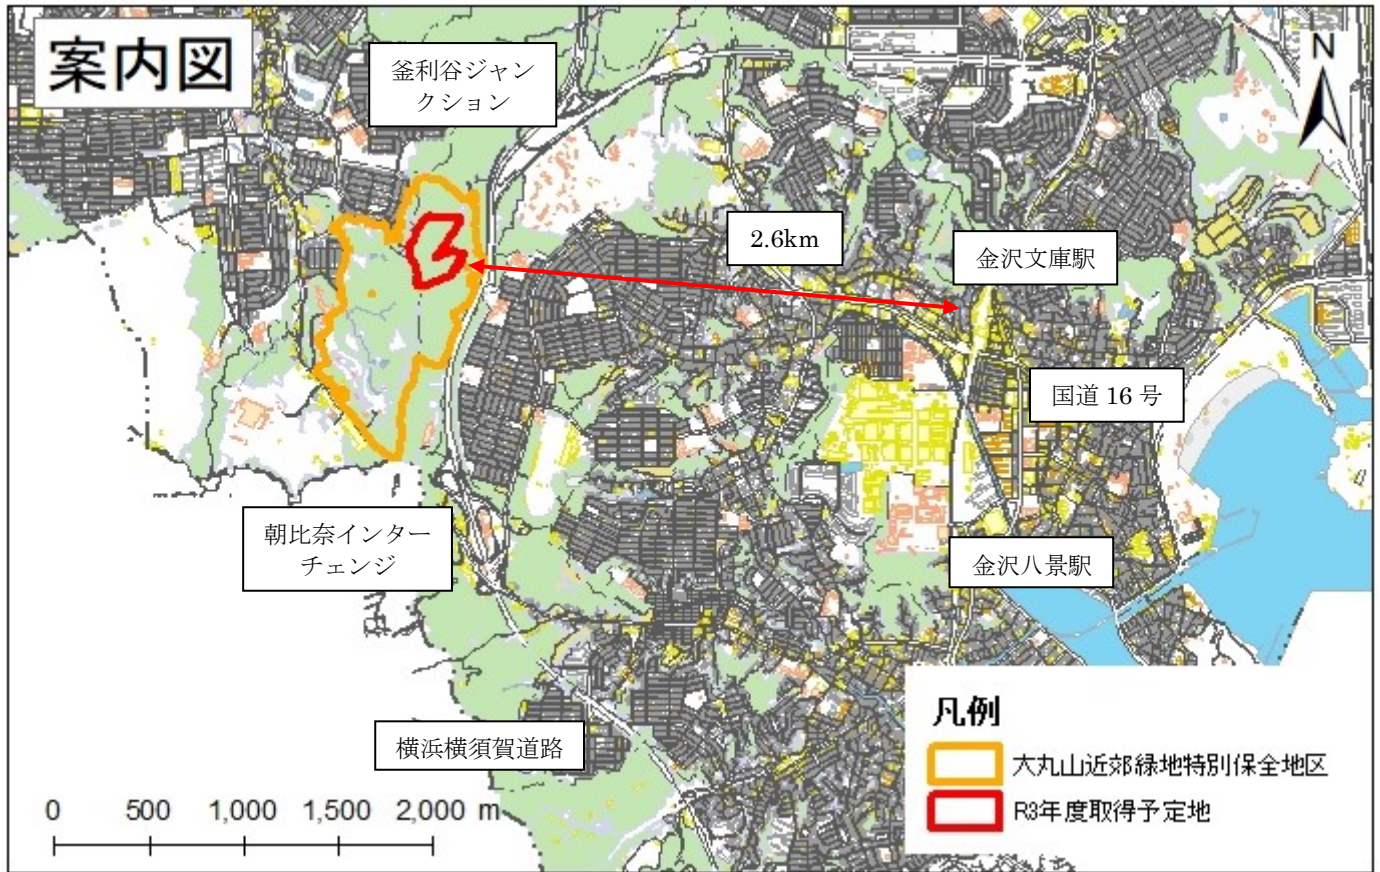 案内図
釜利谷ジャン
クション
N
2.6km
金沢文庫駅
国道 16 号
朝比奈インター
チェンジ
金沢八景駅
横浜横須賀道路
凡例
大丸山近郊緑地特別保全地区
R3年度取得予定地
0 500 1,000 1,500 2,000 m